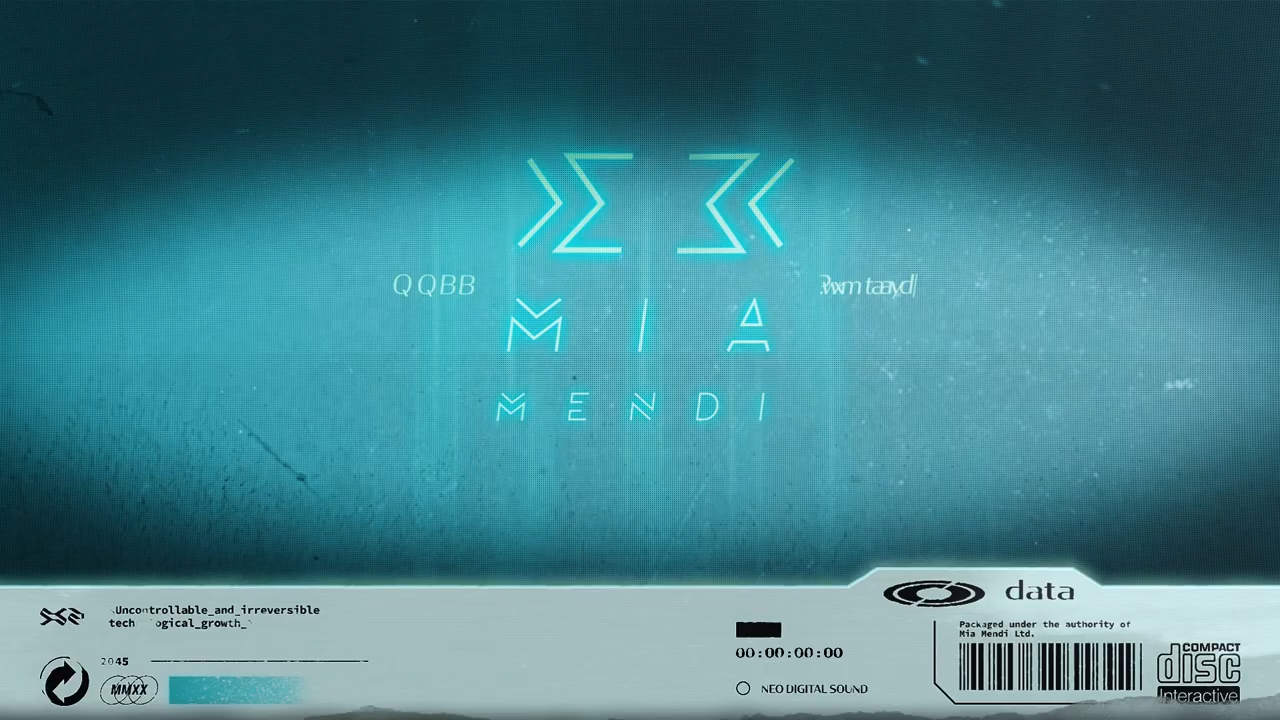 QQBB
MIA
MENDI
data
Uncontrollable_and_irreversible
2045
MMXX
00:00:00:00
NEO DIGITAL SOUND
Packaged under the authority of
Mia Mendi Ltd.
COMPACT
disc
Interactive